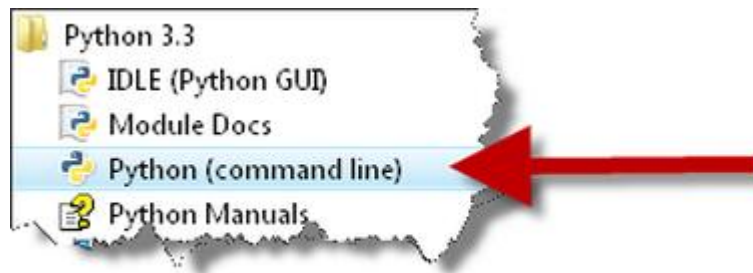 Python 3.3
IDLE (Python GUI)
Module Docs
Python (command line)
Python Manuals